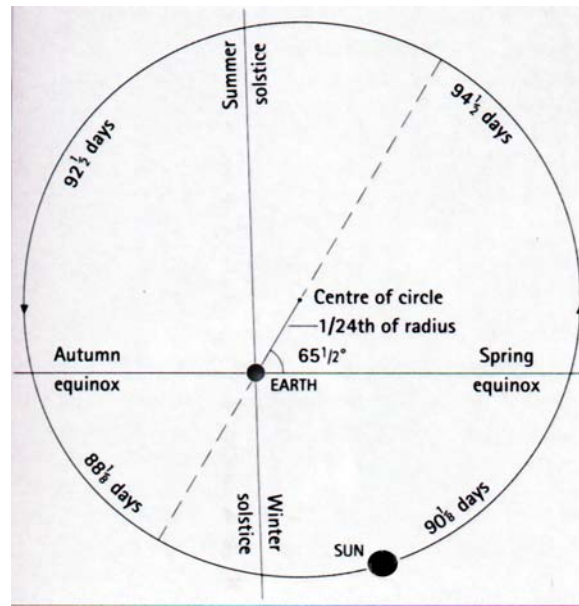 Summer
solstice
92½ days
94½ days
Centre of circle
1/24th of radius
65½°
Autumn
equinox
Spring
equinox
EARTH
88⅛ days
90⅛ days
Winter
solstice
SUN